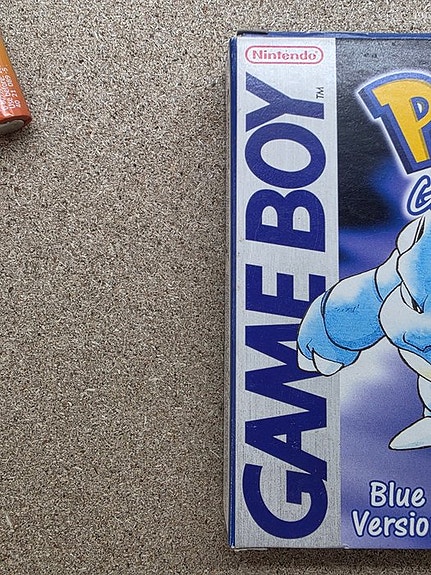 Nintendo
GAME BOY
TM
P
G
Blue
Versio